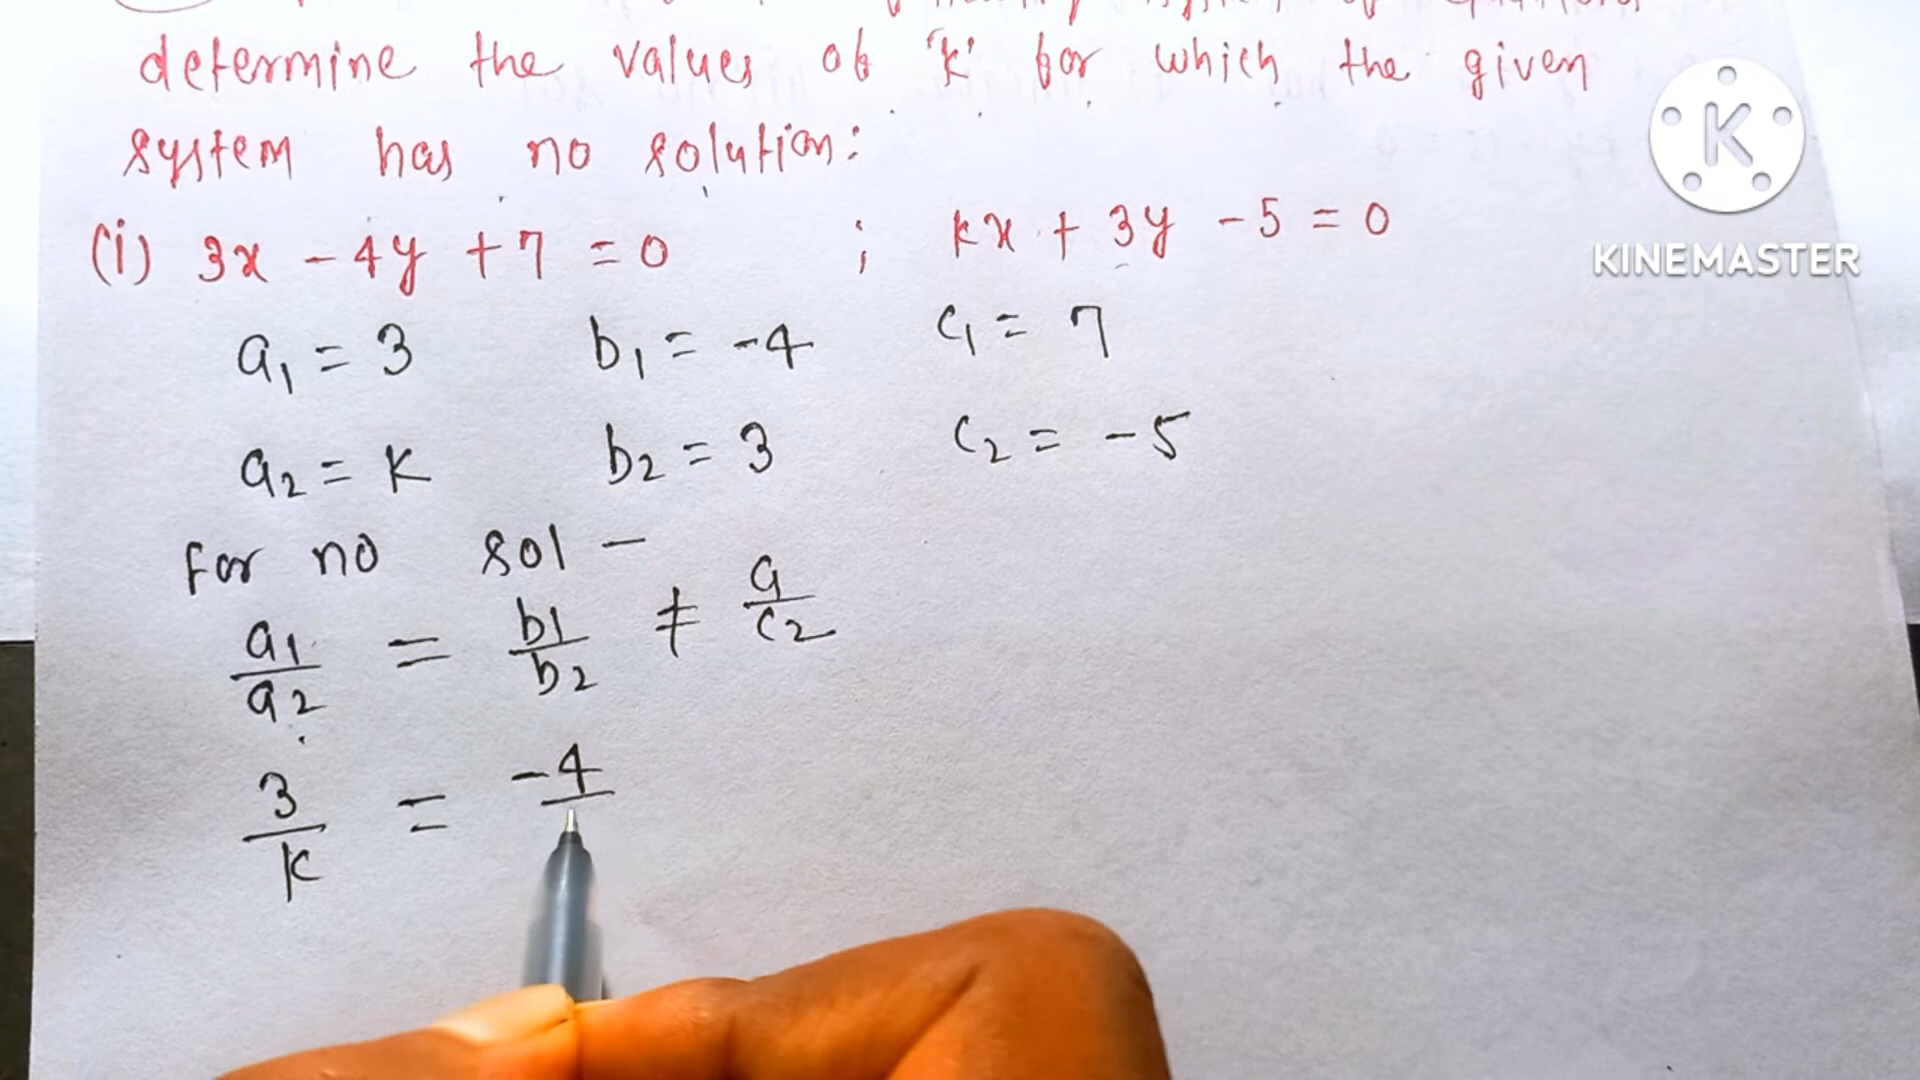 determine the values of 'k' for which the given
system has no solution:
(i) 3x - 4y + 7 = 0 ; kx + 3y - 5 = 0
a₁ = 3 b₁ = -4 c₁ = 7
a₂ = k b₂ = 3 c₂ = -5
For no sol -
a₁/a₂ = b₁/b₂ ≠ c₁/c₂
3/k = -4/
K
KINEMASTER